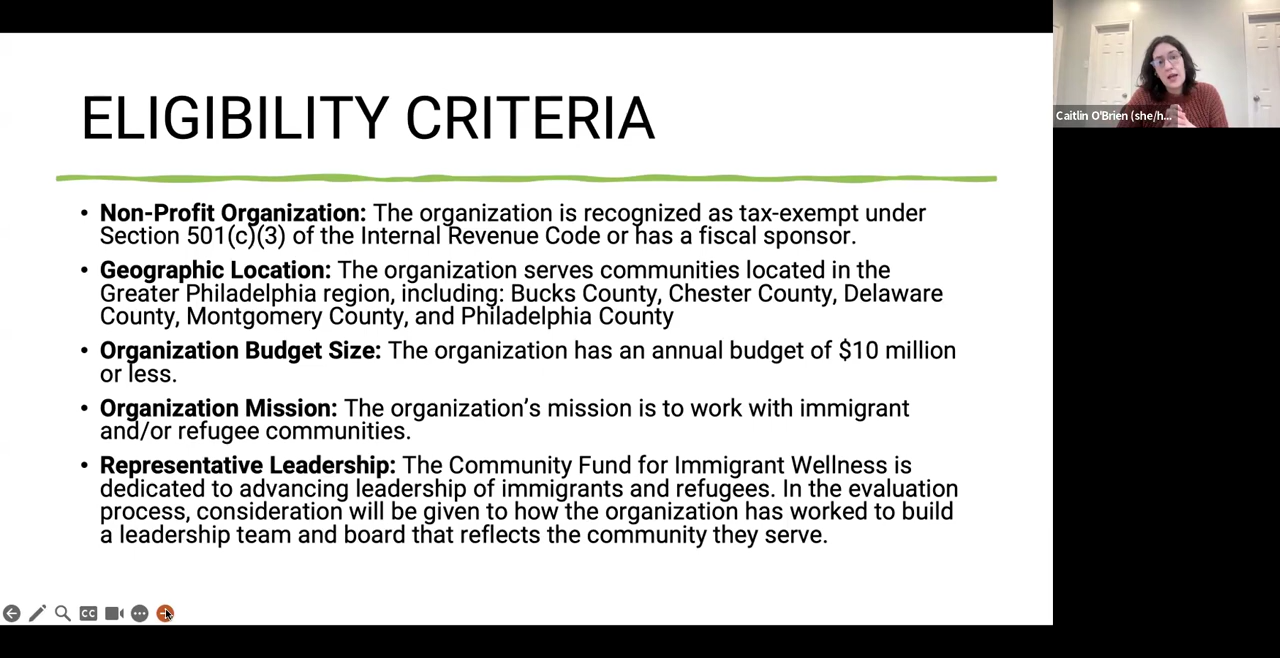 ELIGIBILITY CRITERIA
Caitlin O'Brien (she/h...
• Non-Profit Organization: The organization is recognized as tax-exempt under
Section 501(c)(3) of the Internal Revenue Code or has a fiscal sponsor.
• Geographic Location: The organization serves communities located in the
Greater Philadelphia region, including: Bucks County, Chester County, Delaware
County, Montgomery County, and Philadelphia County
• Organization Budget Size: The organization has an annual budget of $10 million
or less.
• Organization Mission: The organization’s mission is to work with immigrant
and/or refugee communities.
• Representative Leadership: The Community Fund for Immigrant Wellness is
dedicated to advancing leadership of immigrants and refugees. In the evaluation
process, consideration will be given to how the organization has worked to build
a leadership team and board that reflects the community they serve.
CC